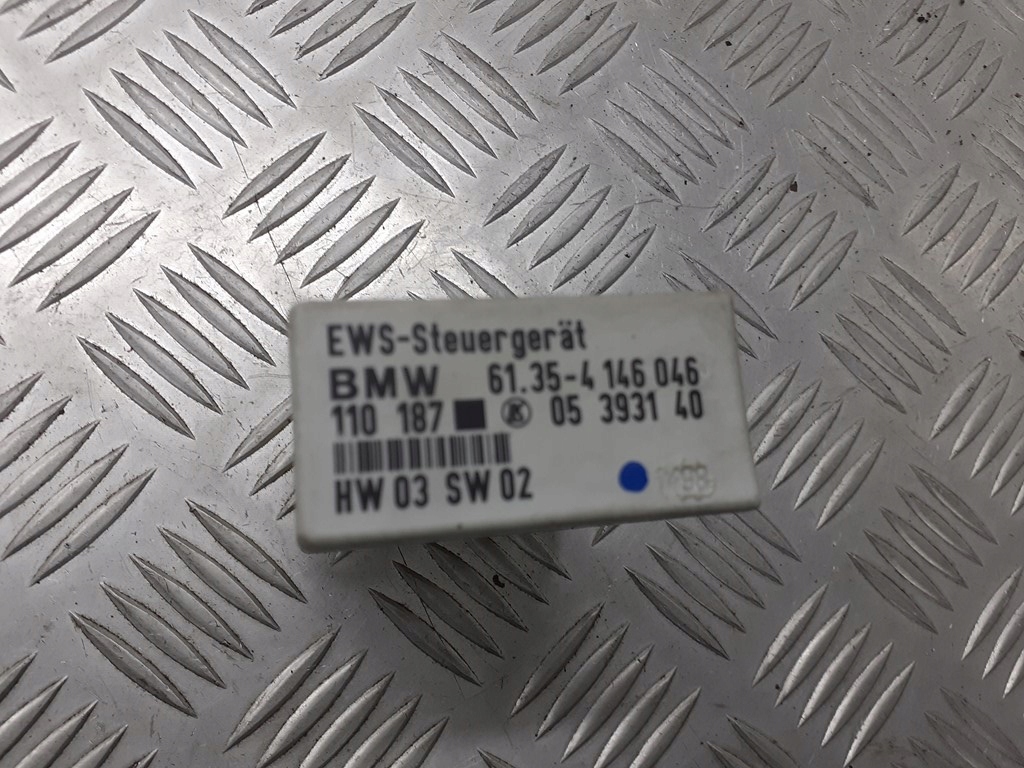 EWS-Steuergerät
BMW 61.35-4 146 046
110 187 K 05 3931 40
HW 03 SW 02